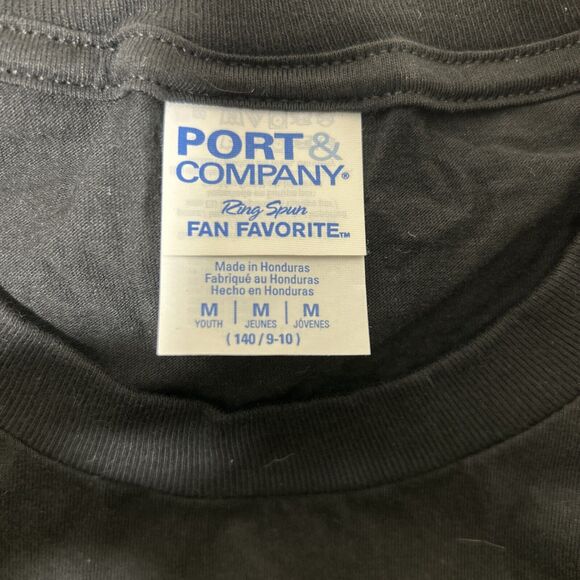 PORT &
COMPANY®
Ring Spun
FAN FAVORITE™
Made in Honduras
Fabriqué au Honduras
Hecho en Honduras
M | M | M
YOUTH | JEUNES | JÓVENES
(140/9-10)